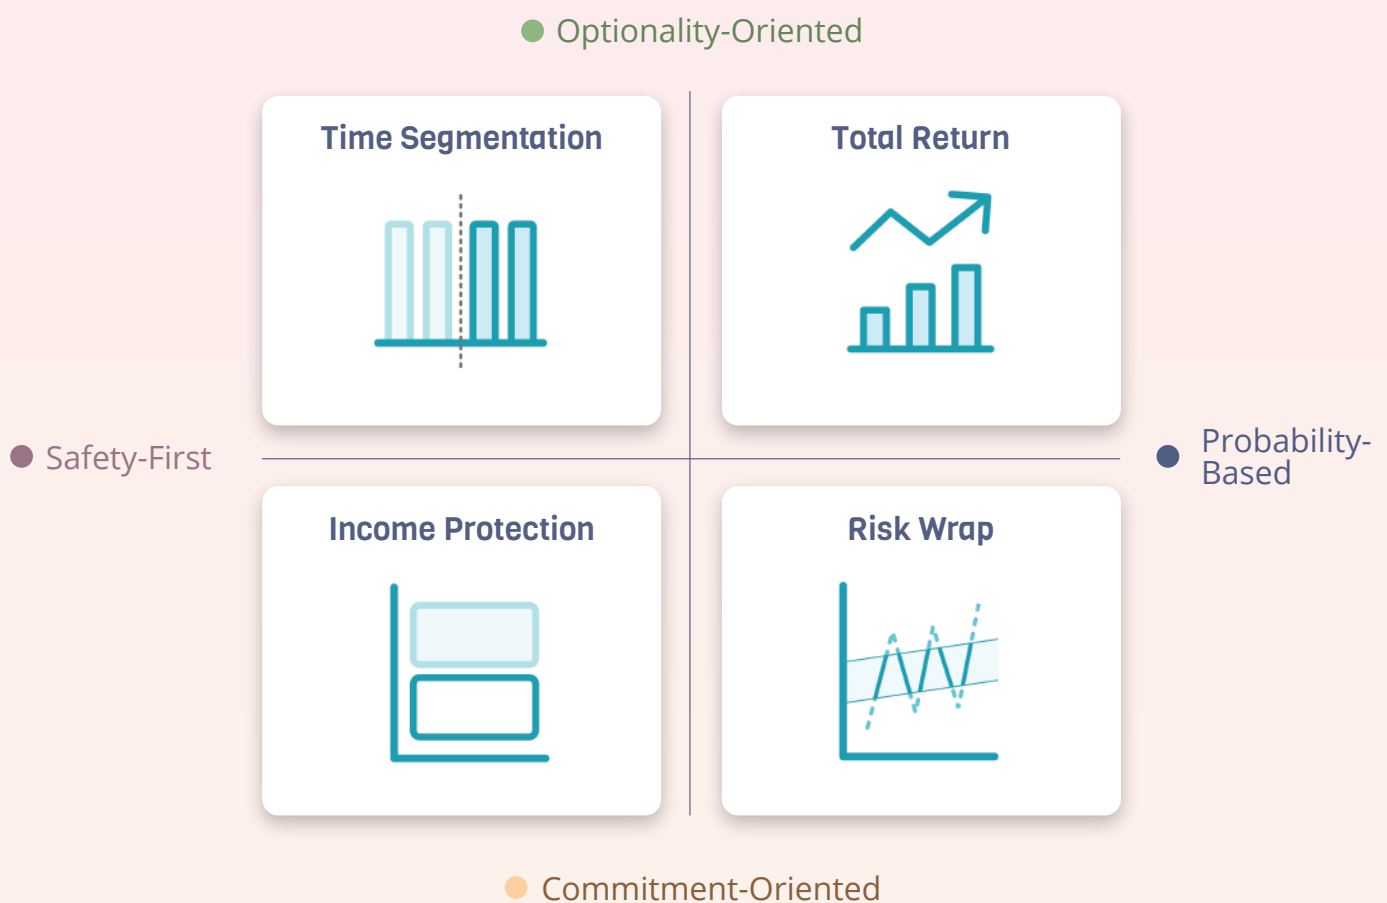 Optionality-Oriented
Time Segmentation
Total Return
Safety-First
Probability-
Based
Income Protection
Risk Wrap
Commitment-Oriented